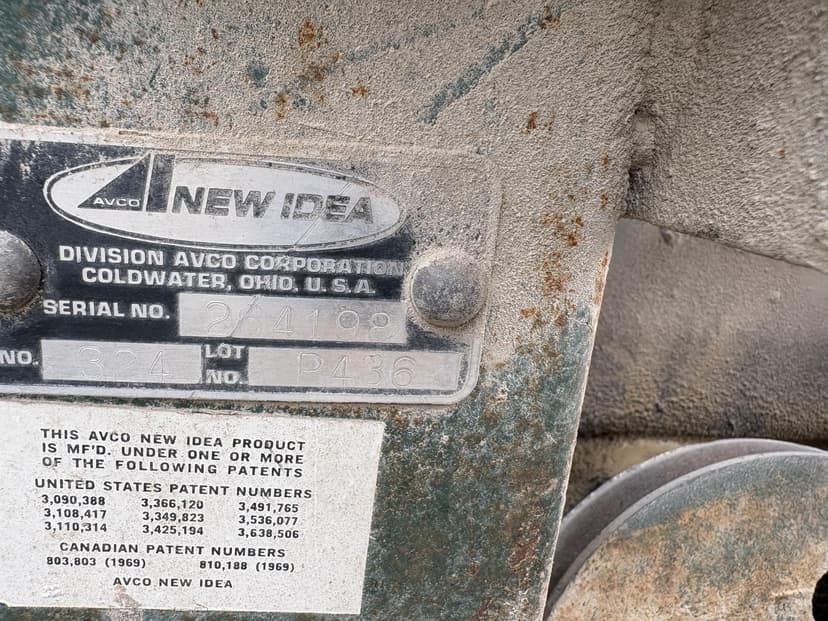 AVCO NEW IDEA
DIVISION AVCO CORPORATION
COLDWATER, OHIO, U.S.A.
SERIAL NO. 264198
NO. 324 LOT NO. P436
THIS AVCO NEW IDEA PRODUCT
IS MF'D. UNDER ONE OR MORE
OF THE FOLLOWING PATENTS
UNITED STATES PATENT NUMBERS
3,090,388 3,366,120 3,491,765
3,108,417 3,349,823 3,536,077
3,110,314 3,425,194 3,638,506
CANADIAN PATENT NUMBERS
803,803 (1969) 810,188 (1969)
AVCO NEW IDEA